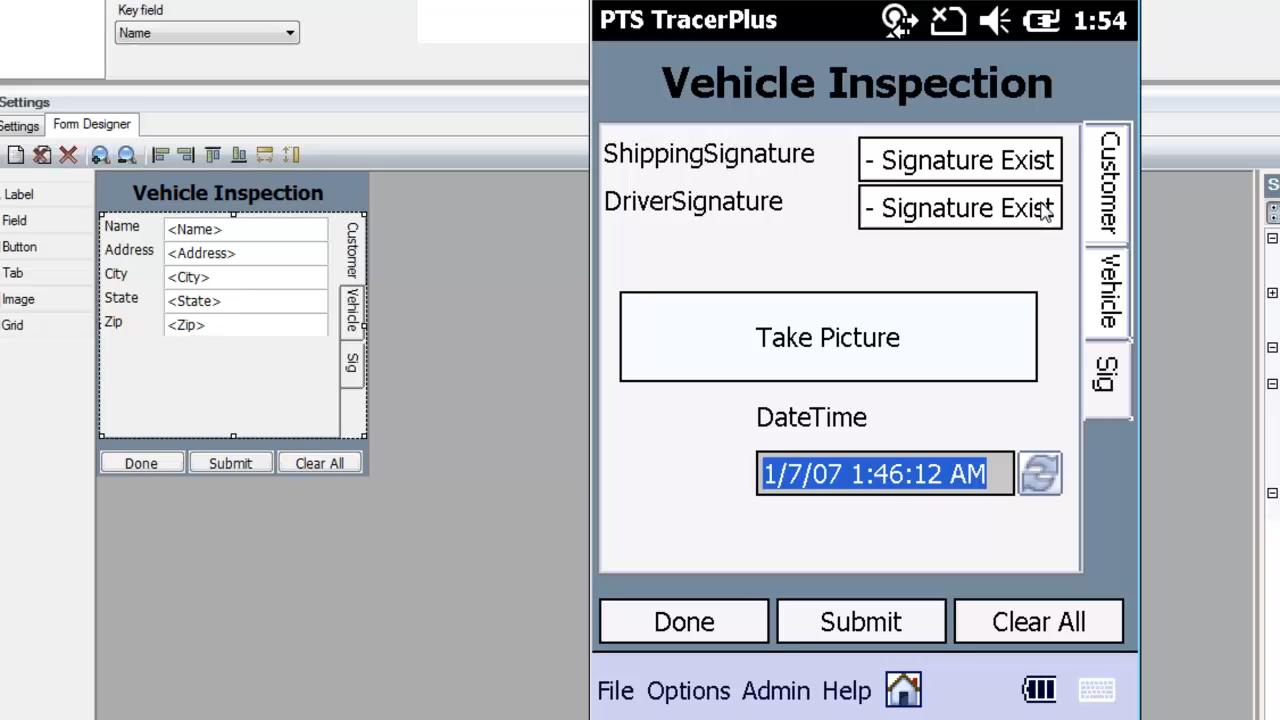 Key field
Name
Settings
Settings Form Designer
Label
Field
Button
Tab
Image
Grid
Vehicle Inspection
Name <Name>
Address <Address>
City <City>
State <State>
Zip <Zip>
Customer
Vehicle
Sig
Done Submit Clear All
PTS TracerPlus 1:54
Vehicle Inspection
ShippingSignature - Signature Exist
DriverSignature - Signature Exist
Take Picture
DateTime
1/7/07 1:46:12 AM
Customer
Vehicle
Sig
Done Submit Clear All
File Options Admin Help
S